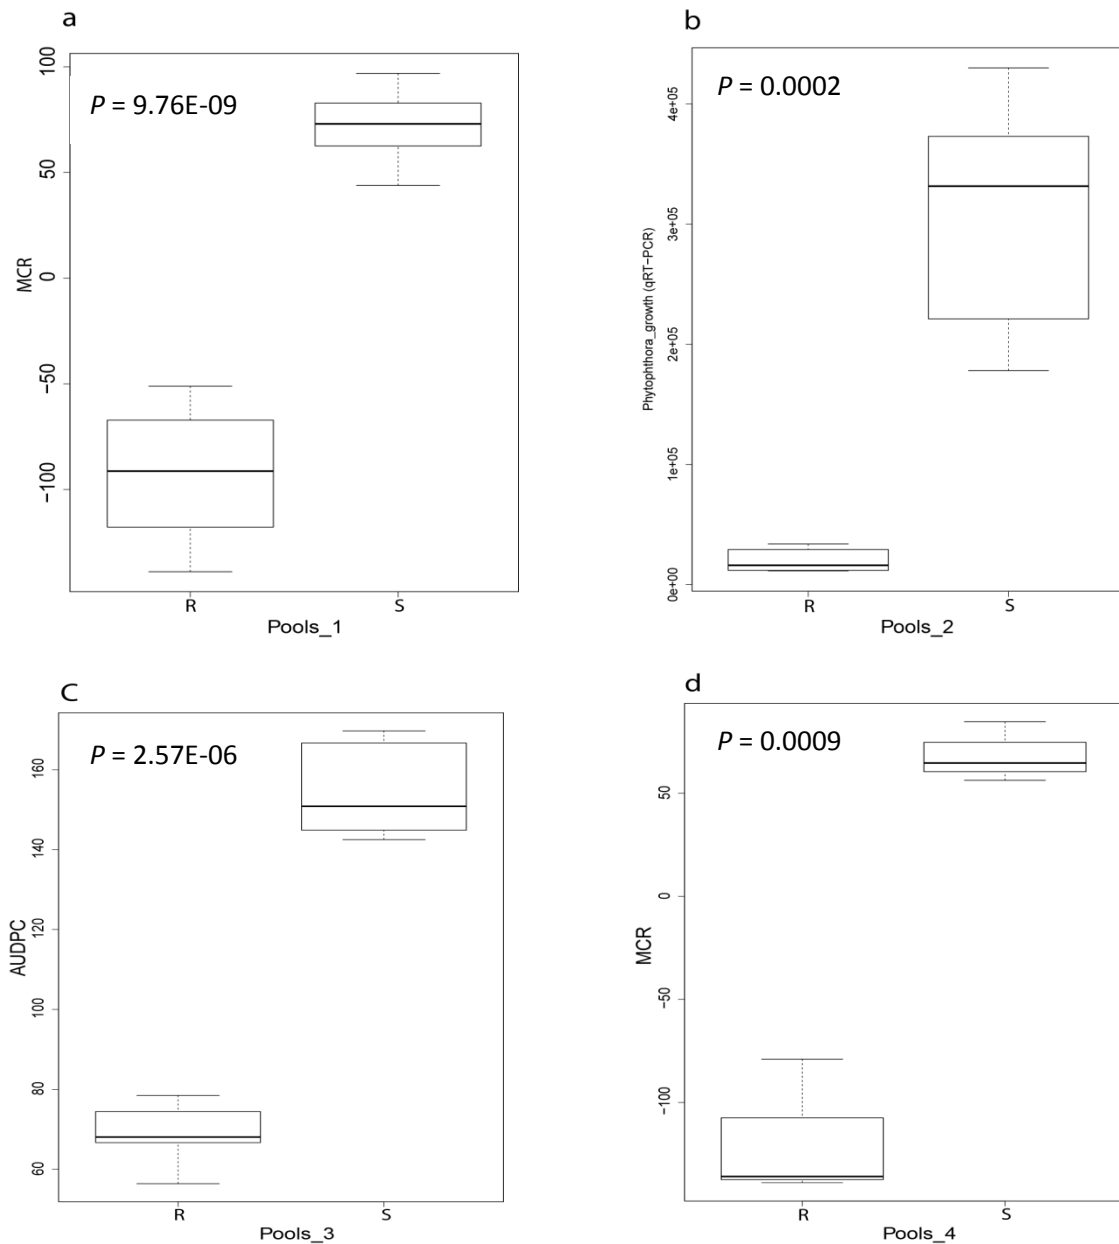 a
P = 9.76E-09
MCR
100
50
0
−50
−100
R
S
Pools_1
b
P = 0.0002
Phytophthora_growth (qRT−PCR)
4e+05
3e+05
2e+05
1e+05
0e+00
R
S
Pools_2
C
P = 2.57E-06
AUDPC
160
140
120
100
80
60
R
S
Pools_3
d
P = 0.0009
MCR
50
0
−50
−100
R
S
Pools_4